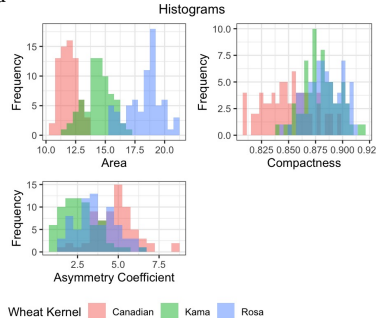 Histograms
Frequency
15
10
5
0
10.0 12.5 15.0 17.5 20.0
Area
Frequency
10.0
7.5
5.0
2.5
0.0
0.825 0.850 0.875 0.900 0.92
Compactness
Frequency
15
10
5
0
2.5 5.0 7.5
Asymmetry Coefficient
Wheat Kernel Canadian Kama Rosa